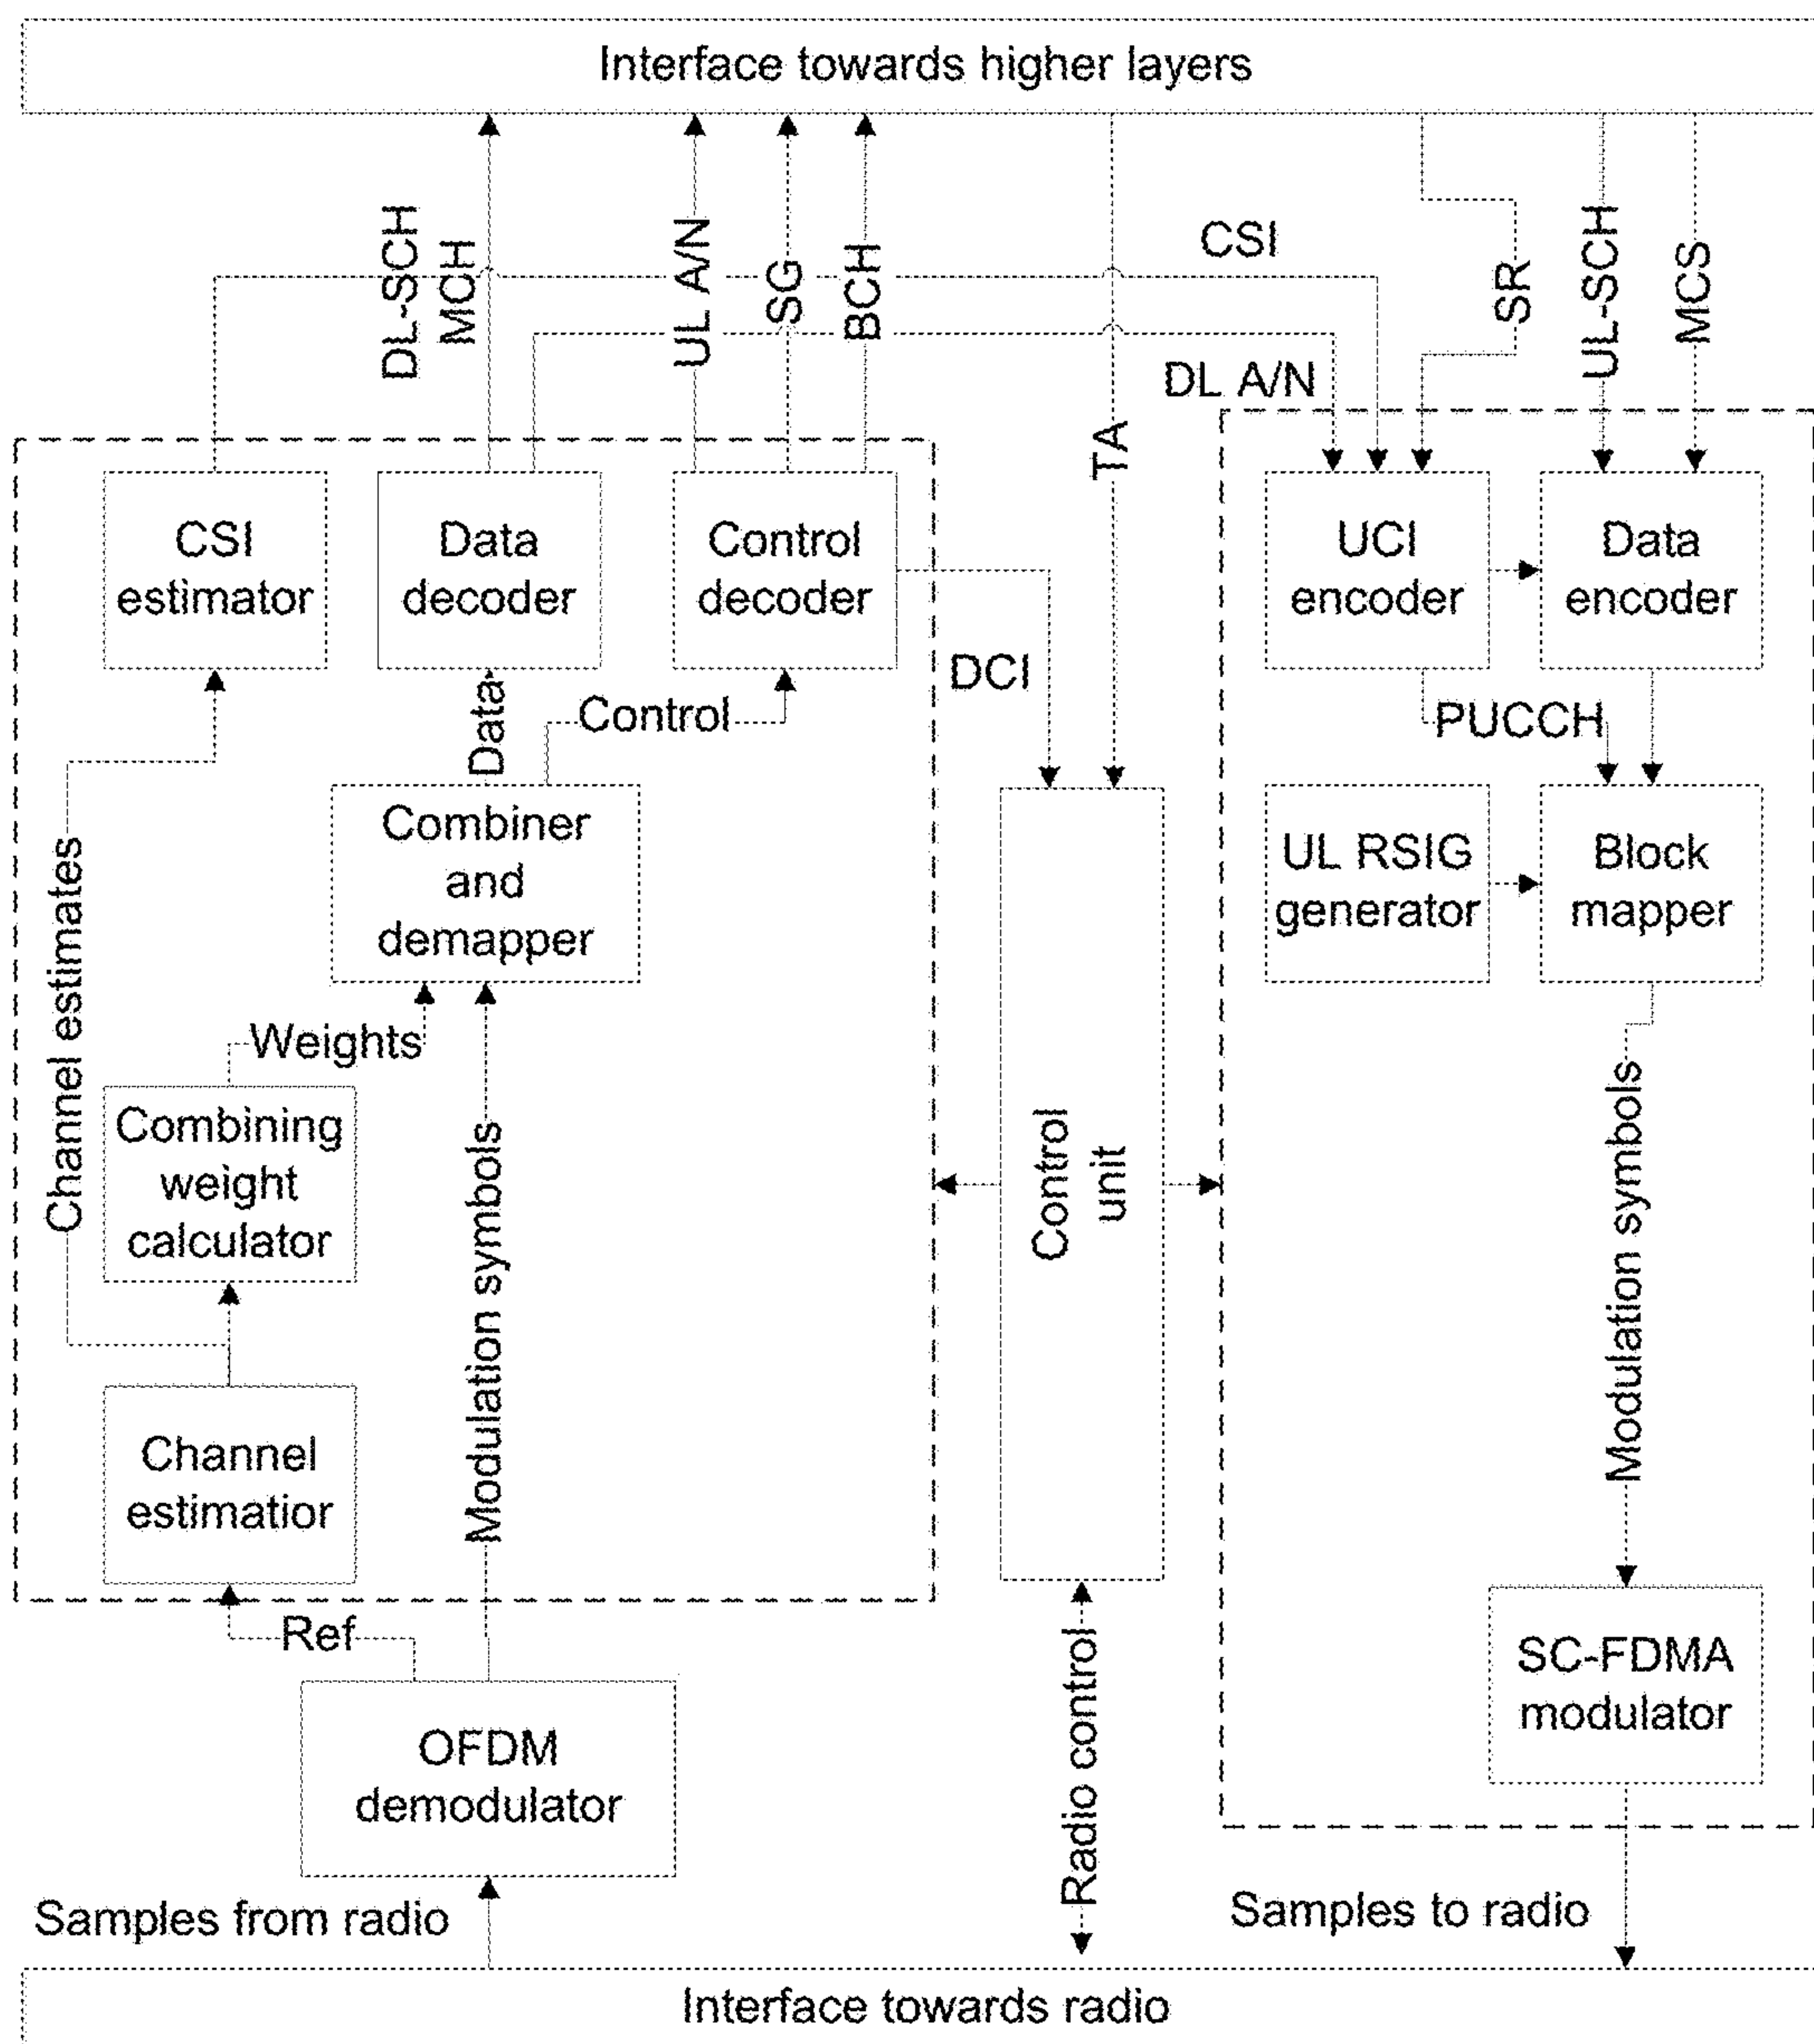 Interface towards higher layers
DL-SCH
MCH
UL A/N
SG
BCH
CSI
SR
UL-SCH
MCS
DL A/N
TA
CSI
estimator
Data
decoder
Control
decoder
UCI
encoder
Data
encoder
DCI
Data
Control
PUCCH
Channel estimates
Combiner
and
demapper
UL RSIG
generator
Block
mapper
Weights
Combining
weight
calculator
Modulation symbols
Control
unit
Modulation symbols
Channel
estimatior
Ref
SC-FDMA
modulator
OFDM
demodulator
Radio control
Samples from radio
Samples to radio
Interface towards radio